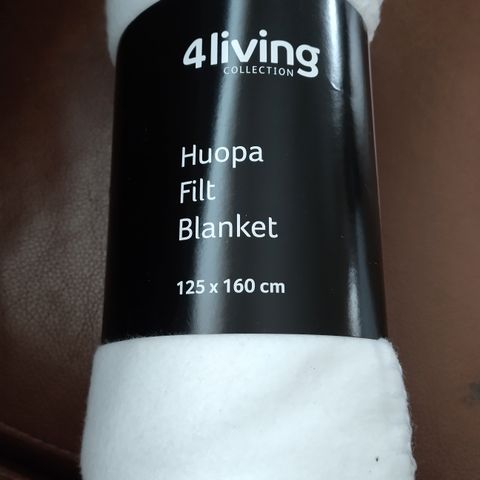 4living
COLLECTION
Huopa
Filt
Blanket
125 x 160 cm